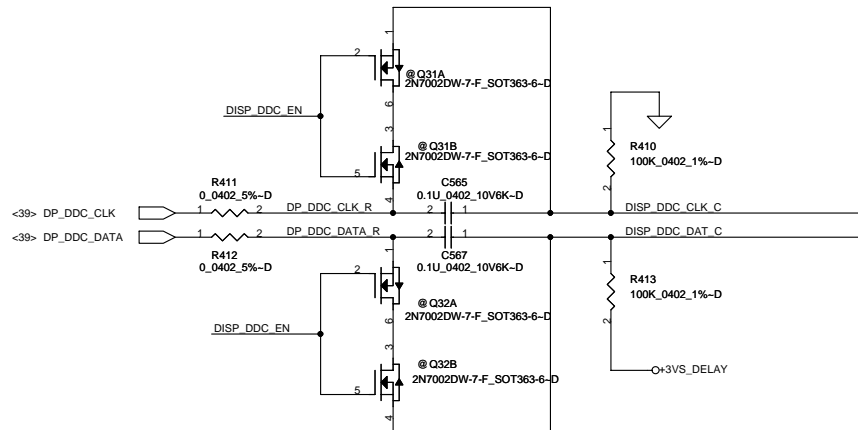 1
2
@Q31A
2N7002DW-7-F_SOT363-6~D
DISP_DDC_EN
6
3
@Q31B
2N7002DW-7-F_SOT363-6~D
5
4
1
R410
100K_0402_1%~D
2
R411
0_0402_5%~D
C565
0.1U_0402_10V6K~D
<39> DP_DDC_CLK
1
2
DP_DDC_CLK_R
2
1
DISP_DDC_CLK_C
<39> DP_DDC_DATA
1
2
DP_DDC_DATA_R
2
1
DISP_DDC_DAT_C
R412
0_0402_5%~D
C567
0.1U_0402_10V6K~D
1
2
@Q32A
2N7002DW-7-F_SOT363-6~D
6
DISP_DDC_EN
3
@Q32B
2N7002DW-7-F_SOT363-6~D
5
4
1
R413
100K_0402_1%~D
2
+3VS_DELAY